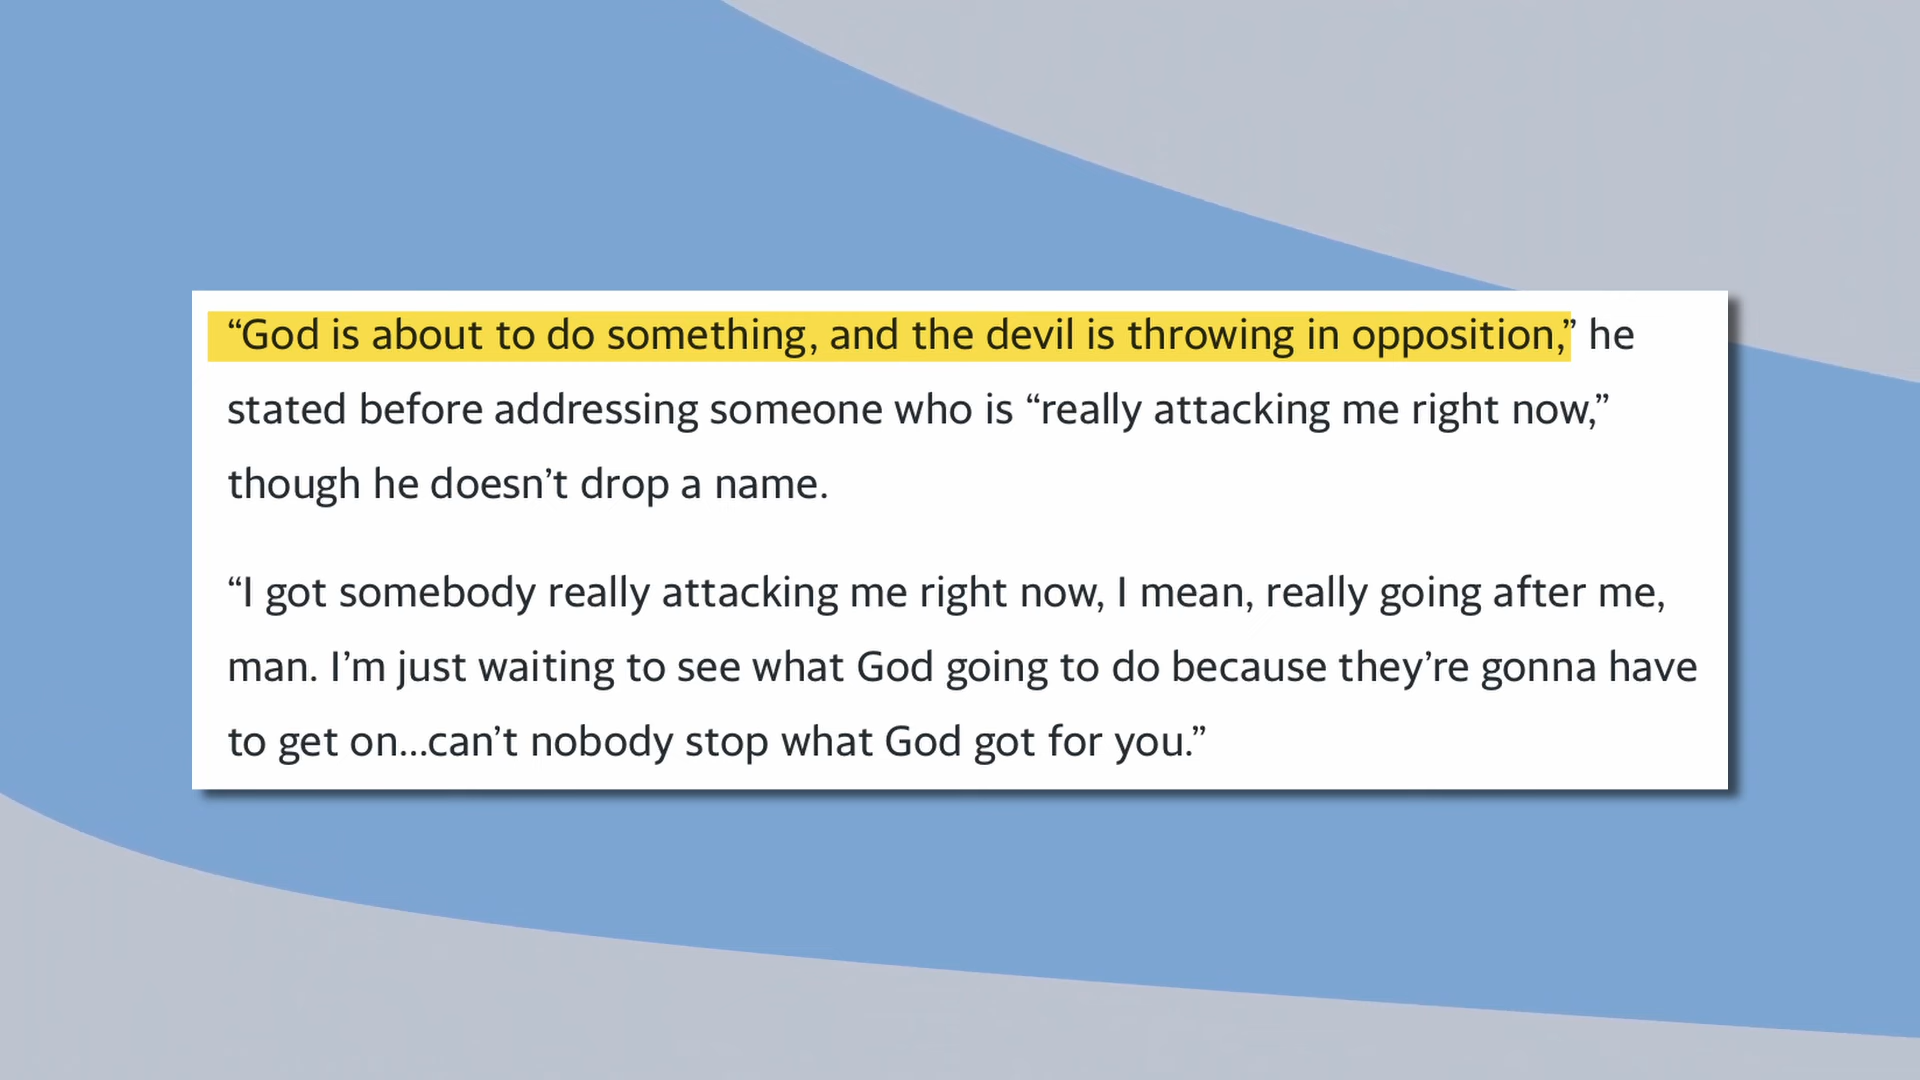 “God is about to do something, and the devil is throwing in opposition,” he
stated before addressing someone who is “really attacking me right now,”
though he doesn’t drop a name.
“I got somebody really attacking me right now, I mean, really going after me,
man. I’m just waiting to see what God going to do because they’re gonna have
to get on...can’t nobody stop what God got for you.”